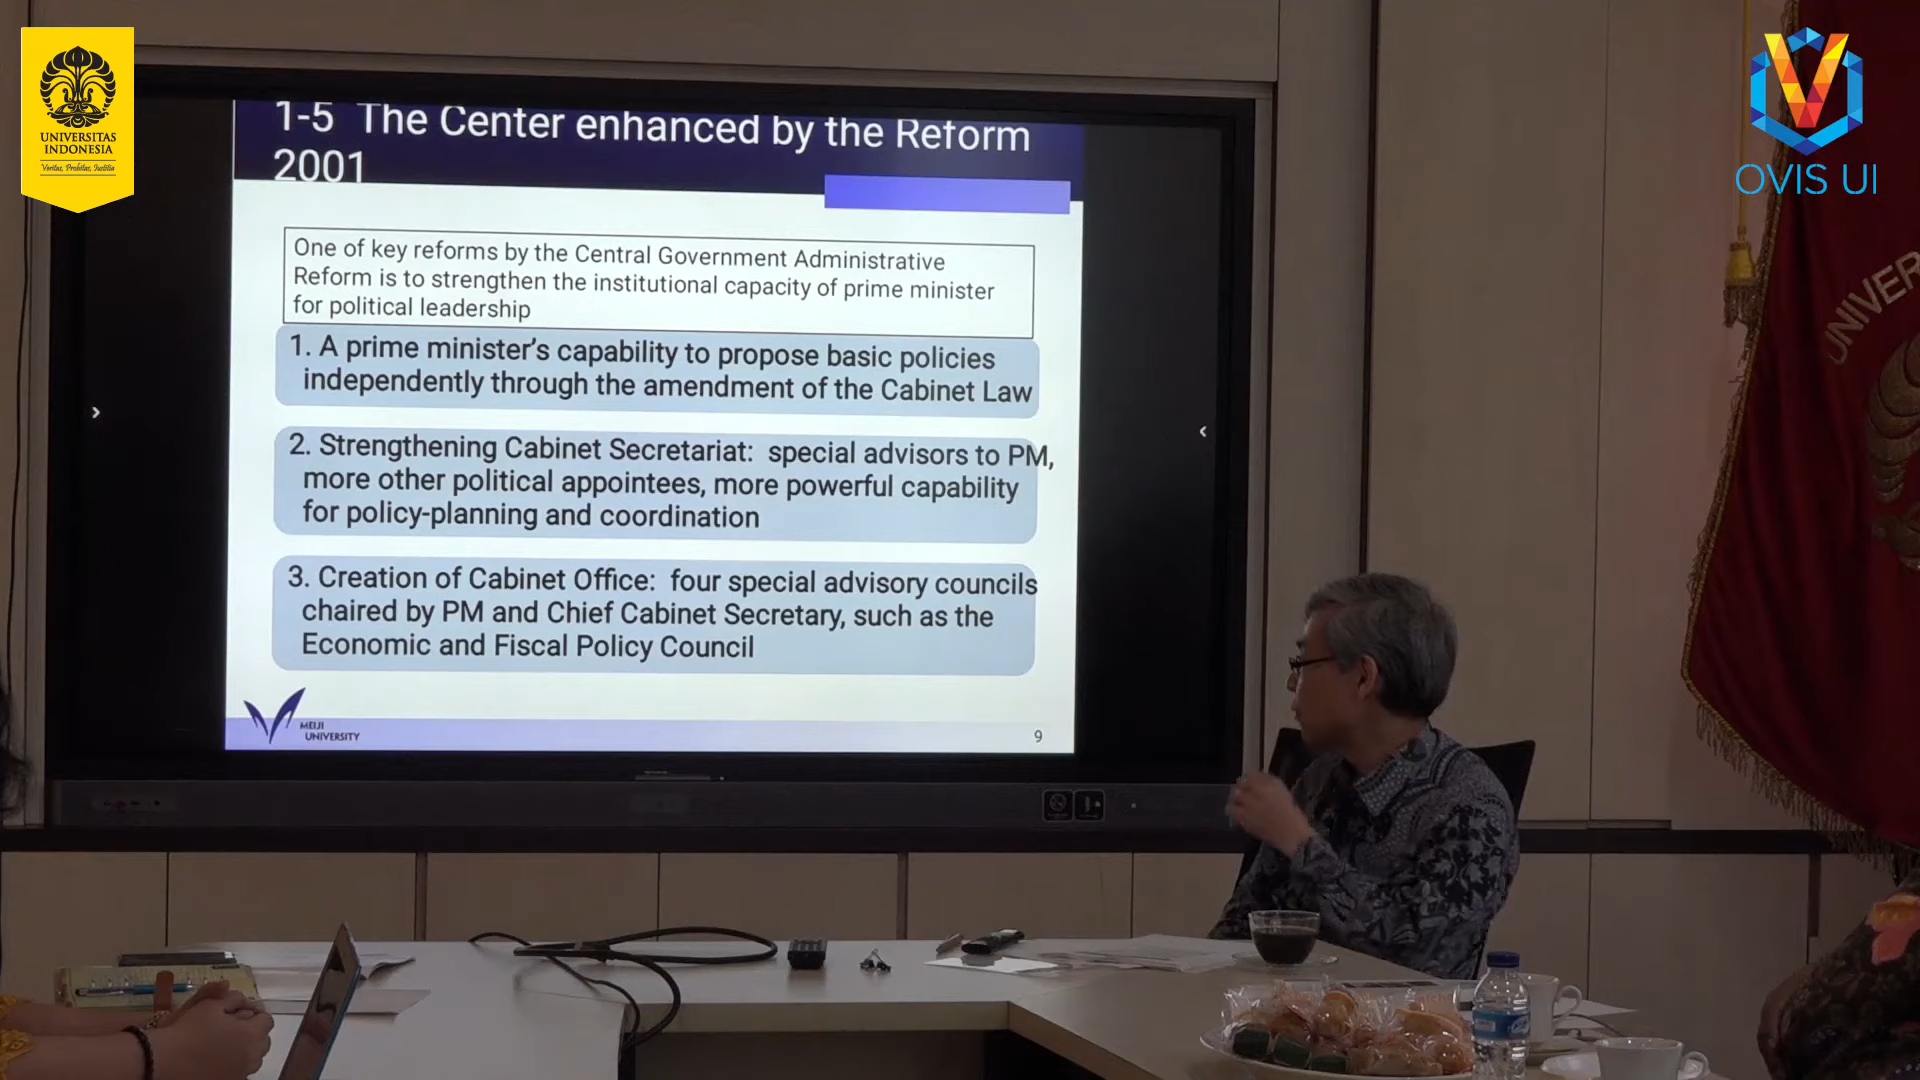 UNIVERSITAS
INDONESIA
Veritas, Probitas, Iustitia
OVIS UI
1-5 The Center enhanced by the Reform
2001
One of key reforms by the Central Government Administrative
Reform is to strengthen the institutional capacity of prime minister
for political leadership
1. A prime minister's capability to propose basic policies
independently through the amendment of the Cabinet Law
2. Strengthening Cabinet Secretariat: special advisors to PM,
more other political appointees, more powerful capability
for policy-planning and coordination
3. Creation of Cabinet Office: four special advisory councils
chaired by PM and Chief Cabinet Secretary, such as the
Economic and Fiscal Policy Council
MEIJI
UNIVERSITY
9
UNIVER